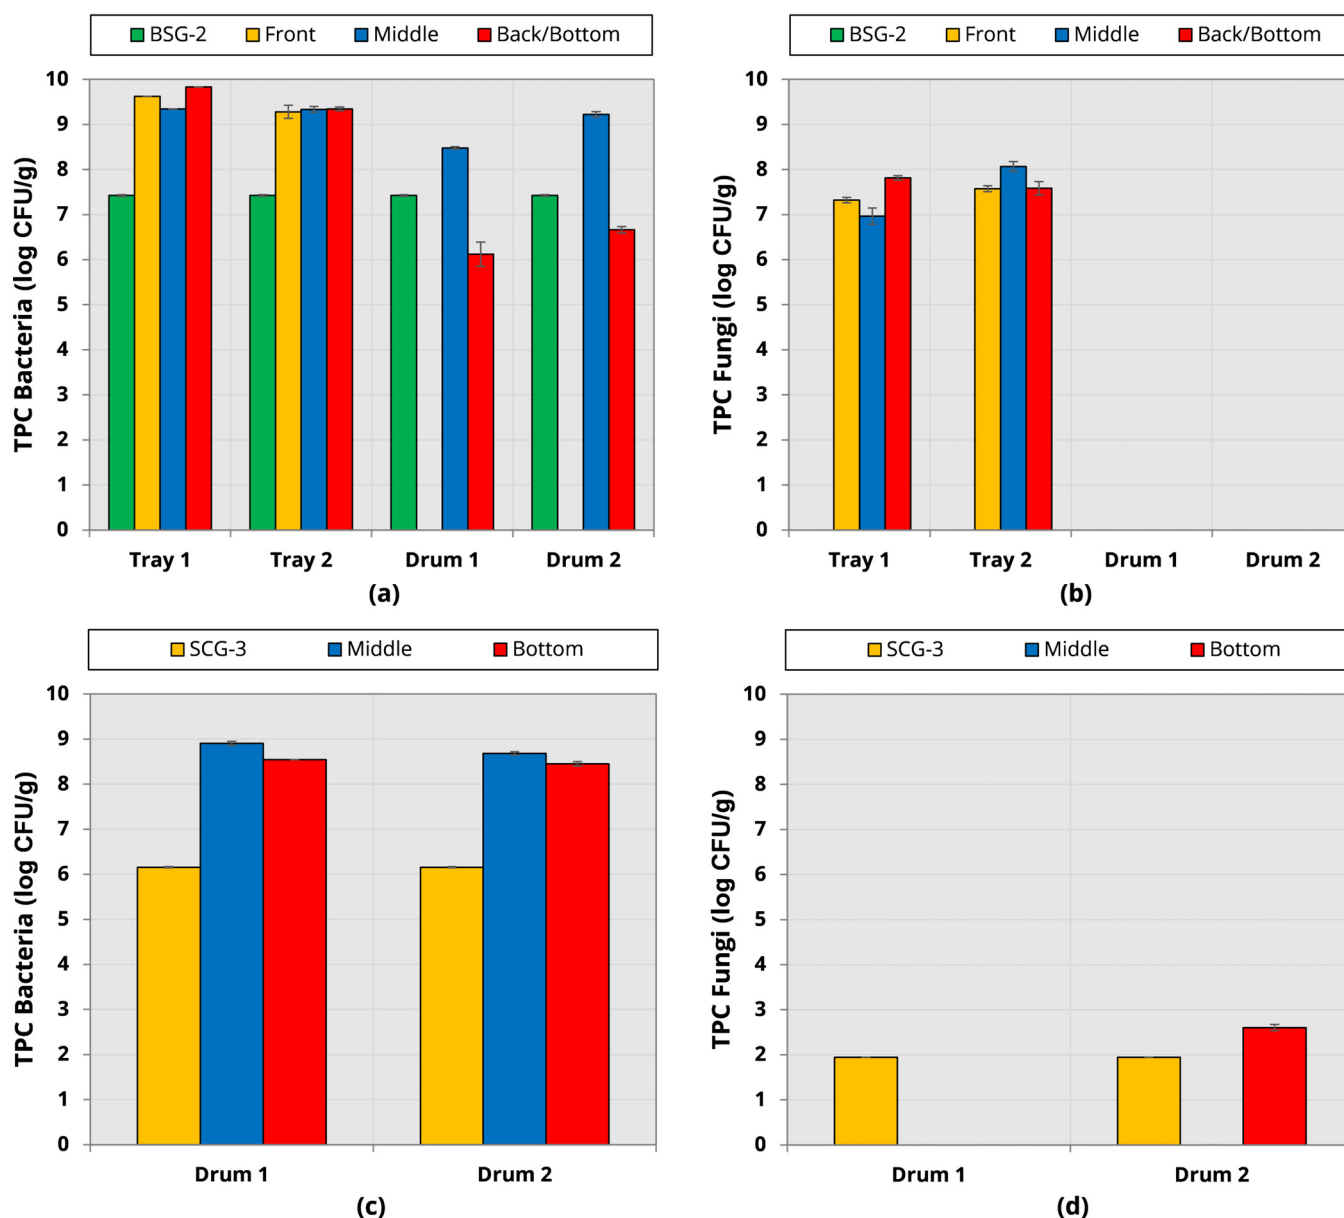 BSG-2 Front Middle Back/Bottom
TPC Bacteria (log CFU/g)
10
9
8
7
6
5
4
3
2
1
0
Tray 1 Tray 2 Drum 1 Drum 2
(a)
BSG-2 Front Middle Back/Bottom
TPC Fungi (log CFU/g)
10
9
8
7
6
5
4
3
2
1
0
Tray 1 Tray 2 Drum 1 Drum 2
(b)
SCG-3 Middle Bottom
TPC Bacteria (log CFU/g)
10
9
8
7
6
5
4
3
2
1
0
Drum 1 Drum 2
(c)
SCG-3 Middle Bottom
TPC Fungi (log CFU/g)
10
9
8
7
6
5
4
3
2
1
0
Drum 1 Drum 2
(d)